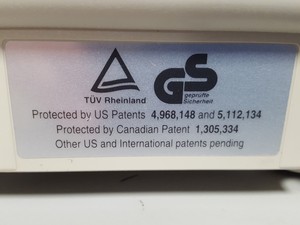 TÜV Rheinland
GS
geprüfte
Sicherheit
Protected by US Patents 4,968,148 and 5,112,134
Protected by Canadian Patent 1,305,334
Other US and International patents pending